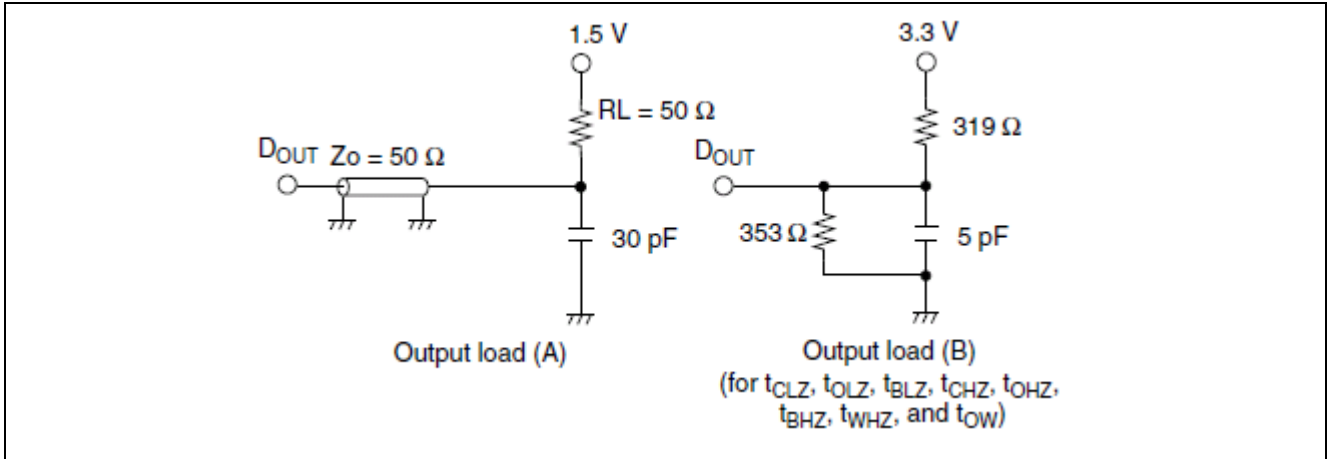 1.5 V
RL = 50 Ω
DOUT Zo = 50 Ω
30 pF
Output load (A)
3.3 V
319 Ω
DOUT
353 Ω
5 pF
Output load (B)
(for tCLZ, tOLZ, tBLZ, tCHZ, tOHZ,
tBHZ, tWHZ, and tOW)